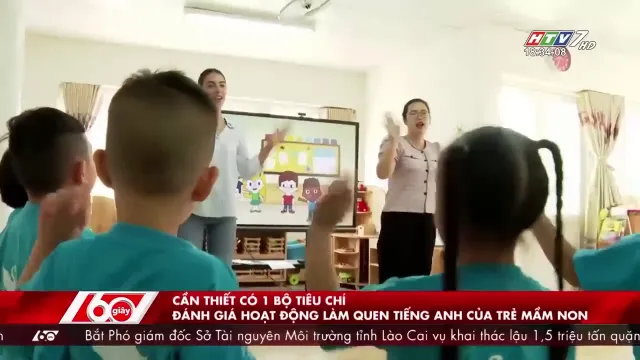 HTV7 HD
18:34:08
60 giây
CẦN THIẾT CÓ 1 BỘ TIÊU CHÍ
ĐÁNH GIÁ HOẠT ĐỘNG LÀM QUEN TIẾNG ANH CỦA TRẺ MẦM NON
60s Bắt Phó giám đốc Sở Tài nguyên Môi trường tỉnh Lào Cai vụ khai thác lậu 1,5 triệu tấn quặn